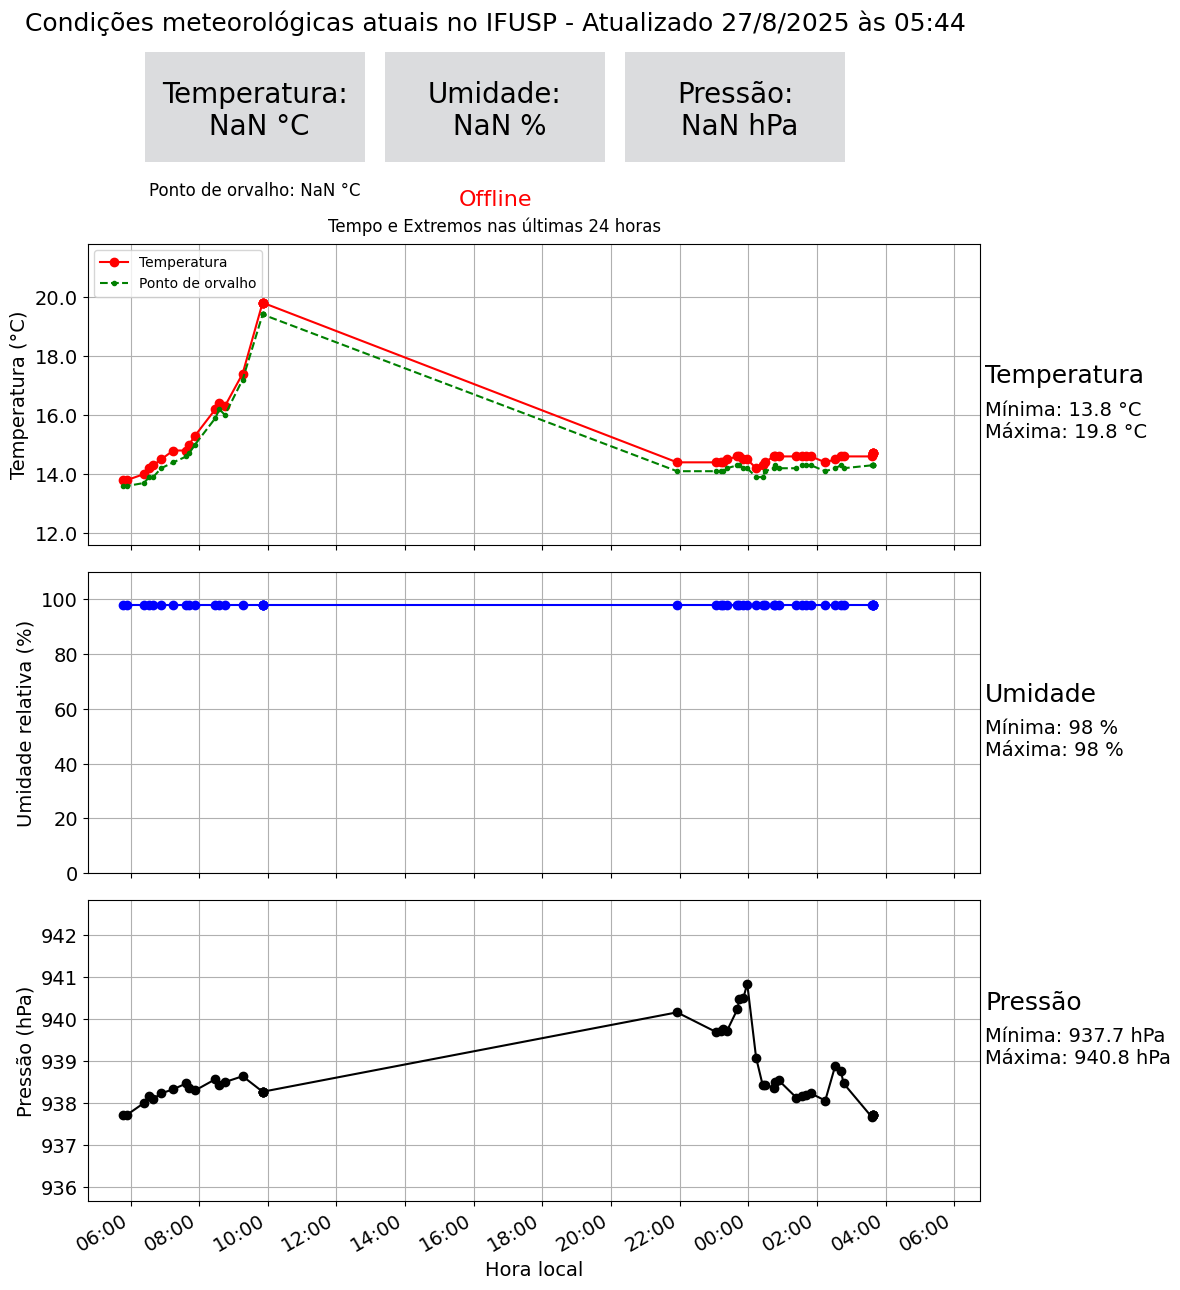 Condições meteorológicas atuais no IFUSP - Atualizado 27/8/2025 às 05:44
Temperatura:
NaN °C
Umidade:
NaN %
Pressão:
NaN hPa
Ponto de orvalho: NaN °C
Offline
Tempo e Extremos nas últimas 24 horas
Temperatura
Ponto de orvalho
Temperatura (°C)
20.0
18.0
16.0
14.0
12.0
Temperatura
Mínima: 13.8 °C
Máxima: 19.8 °C
Umidade relativa (%)
100
80
60
40
20
0
Umidade
Mínima: 98 %
Máxima: 98 %
Pressão (hPa)
942
941
940
939
938
937
936
Pressão
Mínima: 937.7 hPa
Máxima: 940.8 hPa
06:00
08:00
10:00
12:00
14:00
16:00
18:00
20:00
22:00
00:00
02:00
04:00
06:00
Hora local